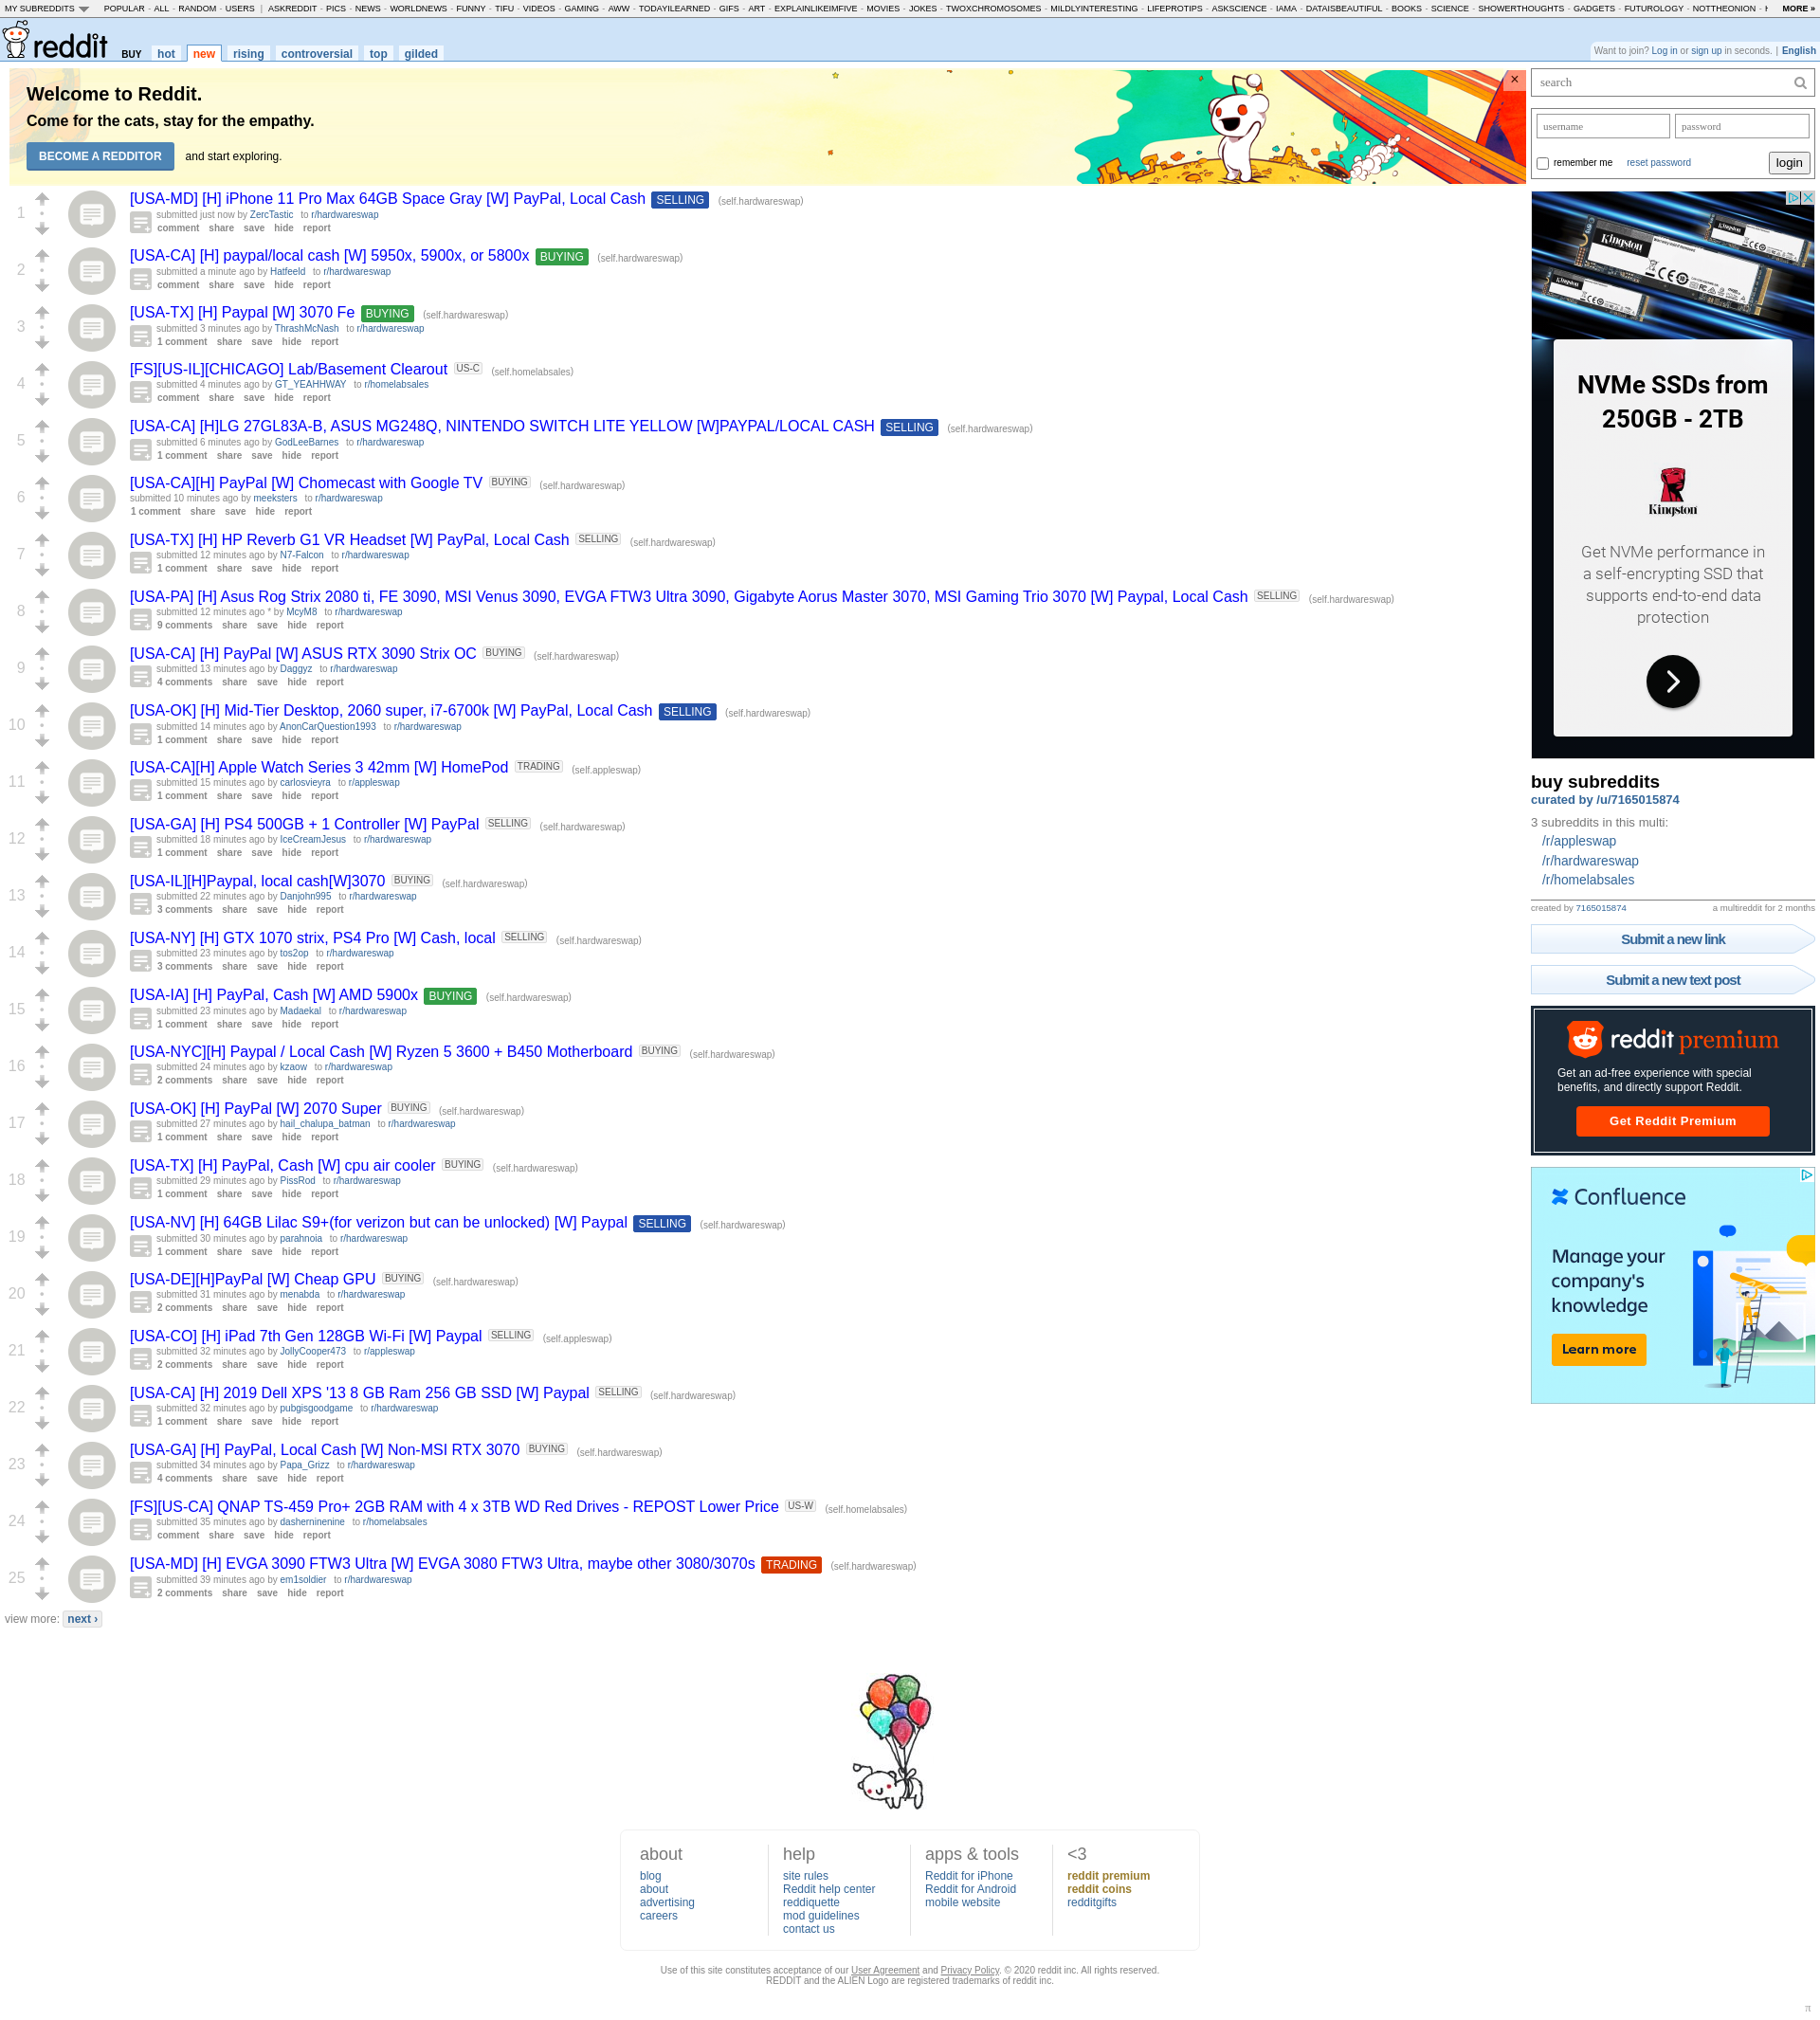 MY SUBREDDITS POPULAR - ALL - RANDOM - USERS | ASKREDDIT - PICS - NEWS - WORLDNEWS - FUNNY - TIFU - VIDEOS - GAMING - AWW - TODAYILEARNED - GIFS - ART - EXPLAINLIKEIMFIVE - MOVIES - JOKES - TWOXCHROMOSOMES - MILDLYINTERESTING - LIFEPROTIPS - ASKSCIENCE - IAMA - DATAISBEAUTIFUL - BOOKS - SCIENCE - SHOWERTHOUGHTS - GADGETS - FUTUROLOGY - NOTTHEONION - MORE »
reddit BUY hot new rising controversial top gilded
Want to join? Log in or sign up in seconds. | English
Welcome to Reddit.
Come for the cats, stay for the empathy.
BECOME A REDDITOR and start exploring.
×
1
[USA-MD] [H] iPhone 11 Pro Max 64GB Space Gray [W] PayPal, Local Cash SELLING (self.hardwareswap)
submitted just now by ZercTastic to r/hardwareswap
comment share save hide report
2
[USA-CA] [H] paypal/local cash [W] 5950x, 5900x, or 5800x BUYING (self.hardwareswap)
submitted a minute ago by Hatfeeld to r/hardwareswap
comment share save hide report
3
[USA-TX] [H] Paypal [W] 3070 Fe BUYING (self.hardwareswap)
submitted 3 minutes ago by ThrashMcNash to r/hardwareswap
1 comment share save hide report
4
[FS][US-IL][CHICAGO] Lab/Basement Clearout US-C (self.homelabsales)
submitted 4 minutes ago by GT_YEAHHWAY to r/homelabsales
comment share save hide report
5
[USA-CA] [H]LG 27GL83A-B, ASUS MG248Q, NINTENDO SWITCH LITE YELLOW [W]PAYPAL/LOCAL CASH SELLING (self.hardwareswap)
submitted 6 minutes ago by GodLeeBarnes to r/hardwareswap
1 comment share save hide report
6
[USA-CA][H] PayPal [W] Chomecast with Google TV BUYING (self.hardwareswap)
submitted 10 minutes ago by meeksters to r/hardwareswap
1 comment share save hide report
7
[USA-TX] [H] HP Reverb G1 VR Headset [W] PayPal, Local Cash SELLING (self.hardwareswap)
submitted 12 minutes ago by N7-Falcon to r/hardwareswap
1 comment share save hide report
8
[USA-PA] [H] Asus Rog Strix 2080 ti, FE 3090, MSI Venus 3090, EVGA FTW3 Ultra 3090, Gigabyte Aorus Master 3070, MSI Gaming Trio 3070 [W] Paypal, Local Cash SELLING (self.hardwareswap)
submitted 12 minutes ago * by McyM8 to r/hardwareswap
9 comments share save hide report
9
[USA-CA] [H] PayPal [W] ASUS RTX 3090 Strix OC BUYING (self.hardwareswap)
submitted 13 minutes ago by Daggyz to r/hardwareswap
4 comments share save hide report
10
[USA-OK] [H] Mid-Tier Desktop, 2060 super, i7-6700k [W] PayPal, Local Cash SELLING (self.hardwareswap)
submitted 14 minutes ago by AnonCarQuestion1993 to r/hardwareswap
1 comment share save hide report
11
[USA-CA][H] Apple Watch Series 3 42mm [W] HomePod TRADING (self.appleswap)
submitted 15 minutes ago by carlosvieyra to r/appleswap
1 comment share save hide report
12
[USA-GA] [H] PS4 500GB + 1 Controller [W] PayPal SELLING (self.hardwareswap)
submitted 18 minutes ago by IceCreamJesus to r/hardwareswap
1 comment share save hide report
13
[USA-IL][H]Paypal, local cash[W]3070 BUYING (self.hardwareswap)
submitted 22 minutes ago by Danjohn995 to r/hardwareswap
3 comments share save hide report
14
[USA-NY] [H] GTX 1070 strix, PS4 Pro [W] Cash, local SELLING (self.hardwareswap)
submitted 23 minutes ago by tos2op to r/hardwareswap
3 comments share save hide report
15
[USA-IA] [H] PayPal, Cash [W] AMD 5900x BUYING (self.hardwareswap)
submitted 23 minutes ago by Madaekal to r/hardwareswap
1 comment share save hide report
16
[USA-NYC][H] Paypal / Local Cash [W] Ryzen 5 3600 + B450 Motherboard BUYING (self.hardwareswap)
submitted 24 minutes ago by kzaow to r/hardwareswap
2 comments share save hide report
17
[USA-OK] [H] PayPal [W] 2070 Super BUYING (self.hardwareswap)
submitted 27 minutes ago by hail_chalupa_batman to r/hardwareswap
1 comment share save hide report
18
[USA-TX] [H] PayPal, Cash [W] cpu air cooler BUYING (self.hardwareswap)
submitted 29 minutes ago by PissRod to r/hardwareswap
1 comment share save hide report
19
[USA-NV] [H] 64GB Lilac S9+(for verizon but can be unlocked) [W] Paypal SELLING (self.hardwareswap)
submitted 30 minutes ago by parahnoia to r/hardwareswap
1 comment share save hide report
20
[USA-DE][H]PayPal [W] Cheap GPU BUYING (self.hardwareswap)
submitted 31 minutes ago by menabda to r/hardwareswap
2 comments share save hide report
21
[USA-CO] [H] iPad 7th Gen 128GB Wi-Fi [W] Paypal SELLING (self.appleswap)
submitted 32 minutes ago by JollyCooper473 to r/appleswap
2 comments share save hide report
22
[USA-CA] [H] 2019 Dell XPS '13 8 GB Ram 256 GB SSD [W] Paypal SELLING (self.hardwareswap)
submitted 32 minutes ago by pubgisgoodgame to r/hardwareswap
1 comment share save hide report
23
[USA-GA] [H] PayPal, Local Cash [W] Non-MSI RTX 3070 BUYING (self.hardwareswap)
submitted 34 minutes ago by Papa_Grizz to r/hardwareswap
4 comments share save hide report
24
[FS][US-CA] QNAP TS-459 Pro+ 2GB RAM with 4 x 3TB WD Red Drives - REPOST Lower Price US-W (self.homelabsales)
submitted 35 minutes ago by dasherninenine to r/homelabsales
comment share save hide report
25
[USA-MD] [H] EVGA 3090 FTW3 Ultra [W] EVGA 3080 FTW3 Ultra, maybe other 3080/3070s TRADING (self.hardwareswap)
submitted 39 minutes ago by em1soldier to r/hardwareswap
2 comments share save hide report
view more: next ›
search
username password
remember me reset password login
Kingston
Kingston
Kingston
NVMe SSDs from
250GB - 2TB
Kingston
Get NVMe performance in
a self-encrypting SSD that
supports end-to-end data
protection
buy subreddits
curated by /u/7165015874
3 subreddits in this multi:
/r/appleswap
/r/hardwareswap
/r/homelabsales
created by 7165015874 a multireddit for 2 months
Submit a new link
Submit a new text post
reddit premium
Get an ad-free experience with special
benefits, and directly support Reddit.
Get Reddit Premium
Confluence
Manage your
company's
knowledge
Learn more
about
blog
about
advertising
careers
help
site rules
Reddit help center
reddiquette
mod guidelines
contact us
apps & tools
Reddit for iPhone
Reddit for Android
mobile website
<3
reddit premium
reddit coins
redditgifts
Use of this site constitutes acceptance of our User Agreement and Privacy Policy. © 2020 reddit inc. All rights reserved.
REDDIT and the ALIEN Logo are registered trademarks of reddit inc.
π